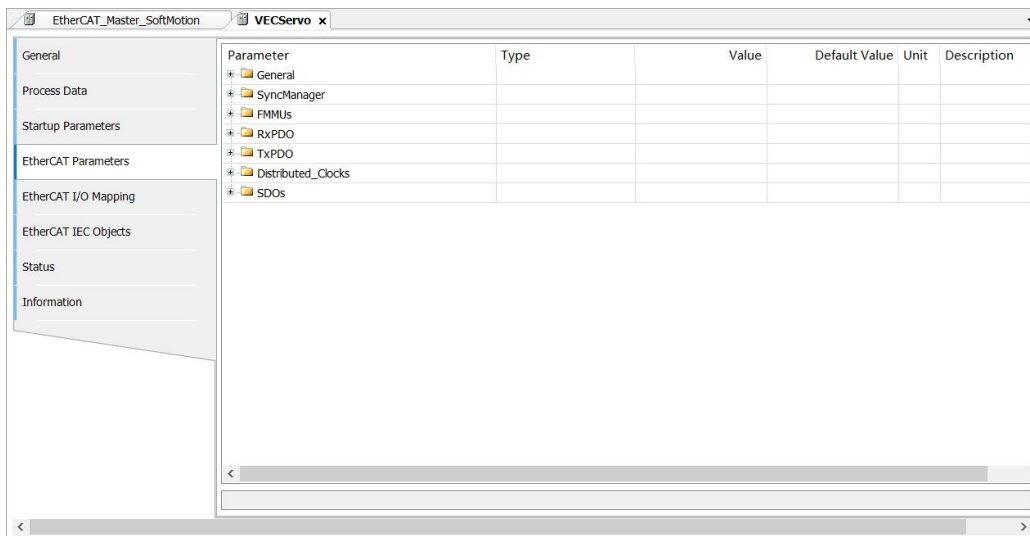 EtherCAT_Master_SoftMotion VECServo x
General
Process Data
Startup Parameters
EtherCAT Parameters
EtherCAT I/O Mapping
EtherCAT IEC Objects
Status
Information
Parameter Type Value Default Value Unit Description
General
SyncManager
FMMUs
RxPDO
TxPDO
Distributed_Clocks
SDOs